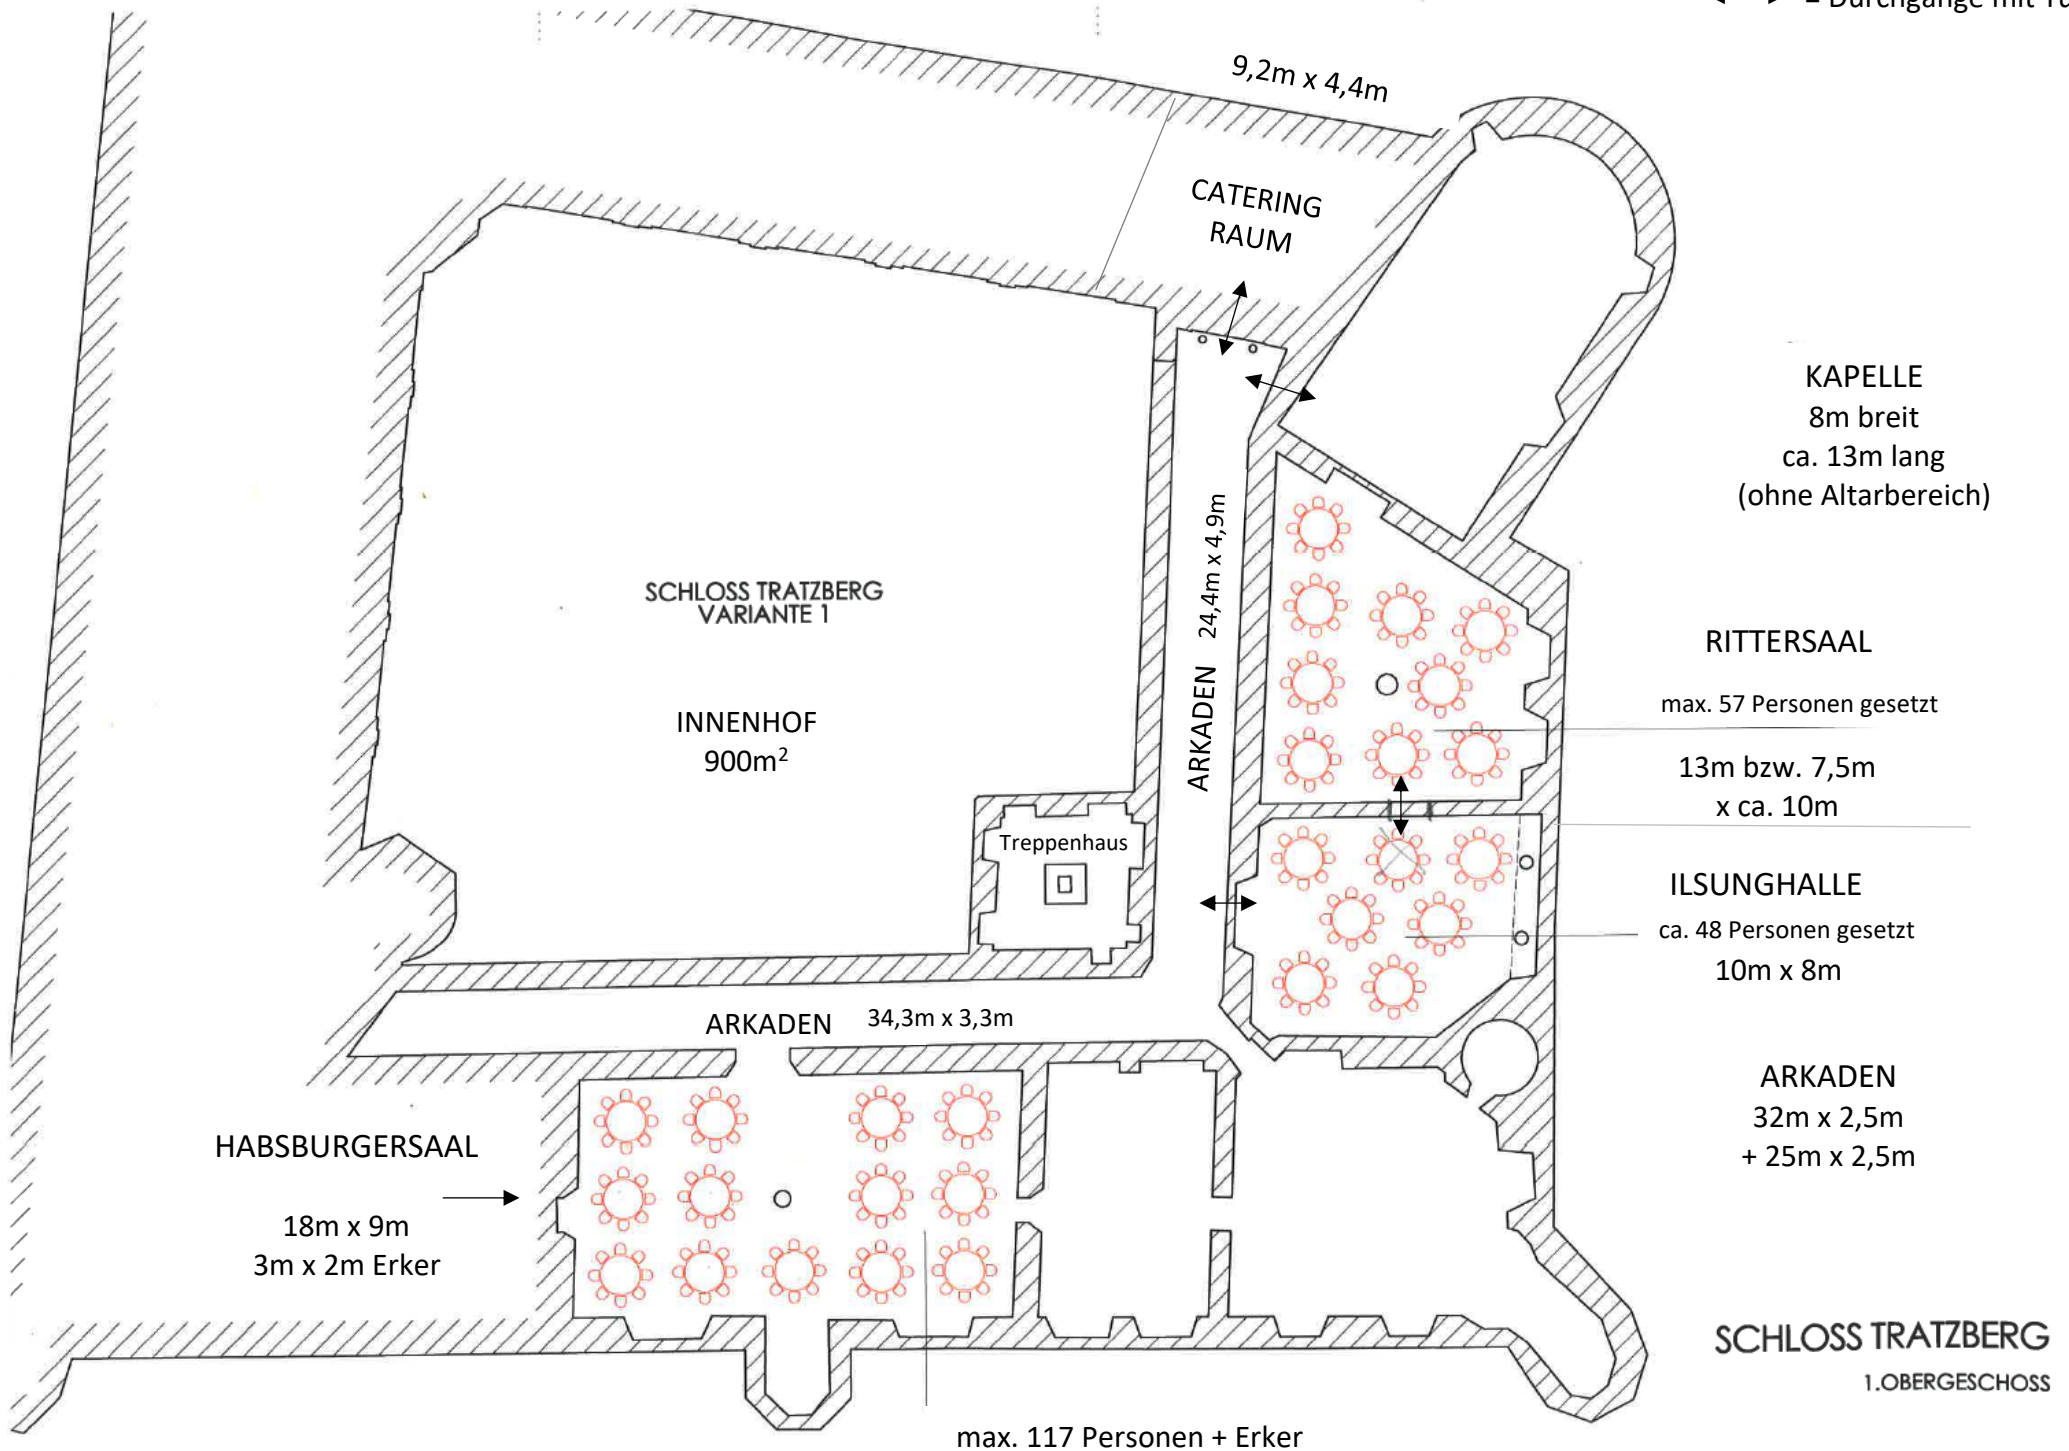 = Durchgänge mit
9,2m x 4,4m
CATERING
RAUM
KAPELLE
8m breit
ca. 13m lang
(ohne Altarbereich)
SCHLOSS TRATZBERG
VARIANTE 1
INNENHOF
900m²
ARKADEN 24,4m x 4,9m
RITTERSAAL
max. 57 Personen gesetzt
13m bzw. 7,5m
x ca. 10m
Treppenhaus
ILSUNGHALLE
ca. 48 Personen gesetzt
10m x 8m
ARKADEN 34,3m x 3,3m
ARKADEN
32m x 2,5m
+ 25m x 2,5m
HABSBURGERSAAL
18m x 9m
3m x 2m Erker
SCHLOSS TRATZBERG
1.OBERGESCHOSS
max. 117 Personen + Erker